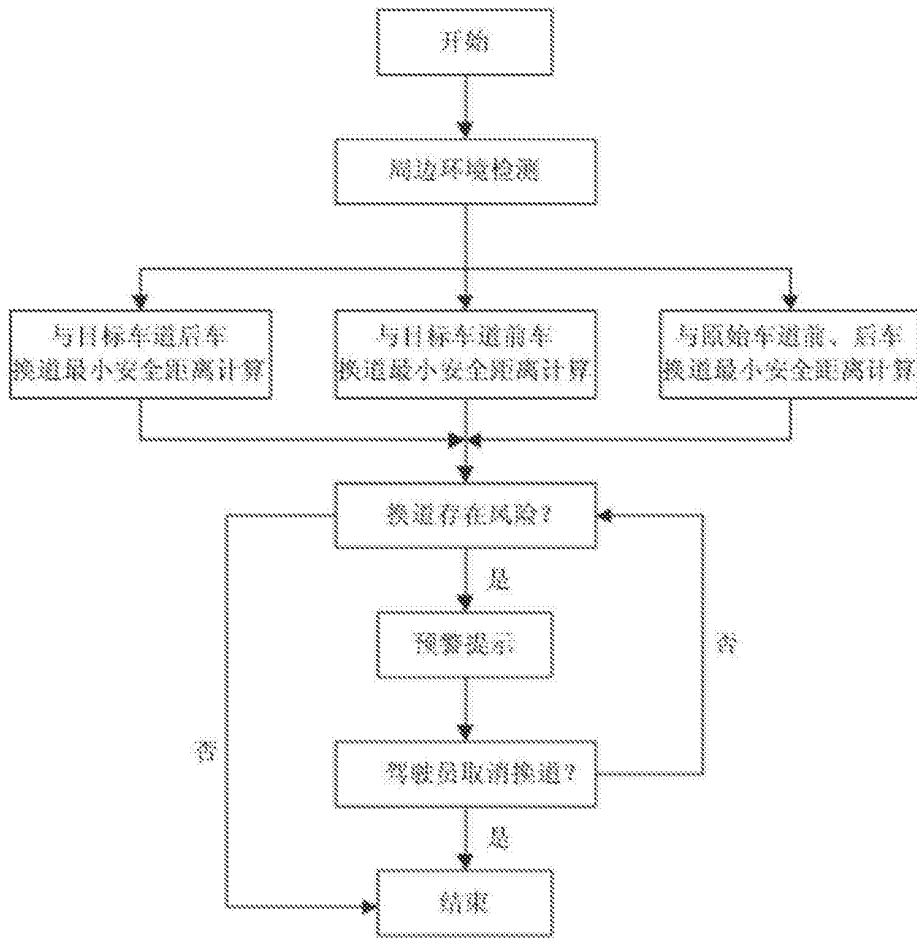 开始
周边环境检测
与目标车道后车
换道最小安全距离计算
与目标车道前车
换道最小安全距离计算
与原始车道前、后车
换道最小安全距离计算
换道存在风险?
是
预警提示
否
否
驾驶员取消换道?
是
结束